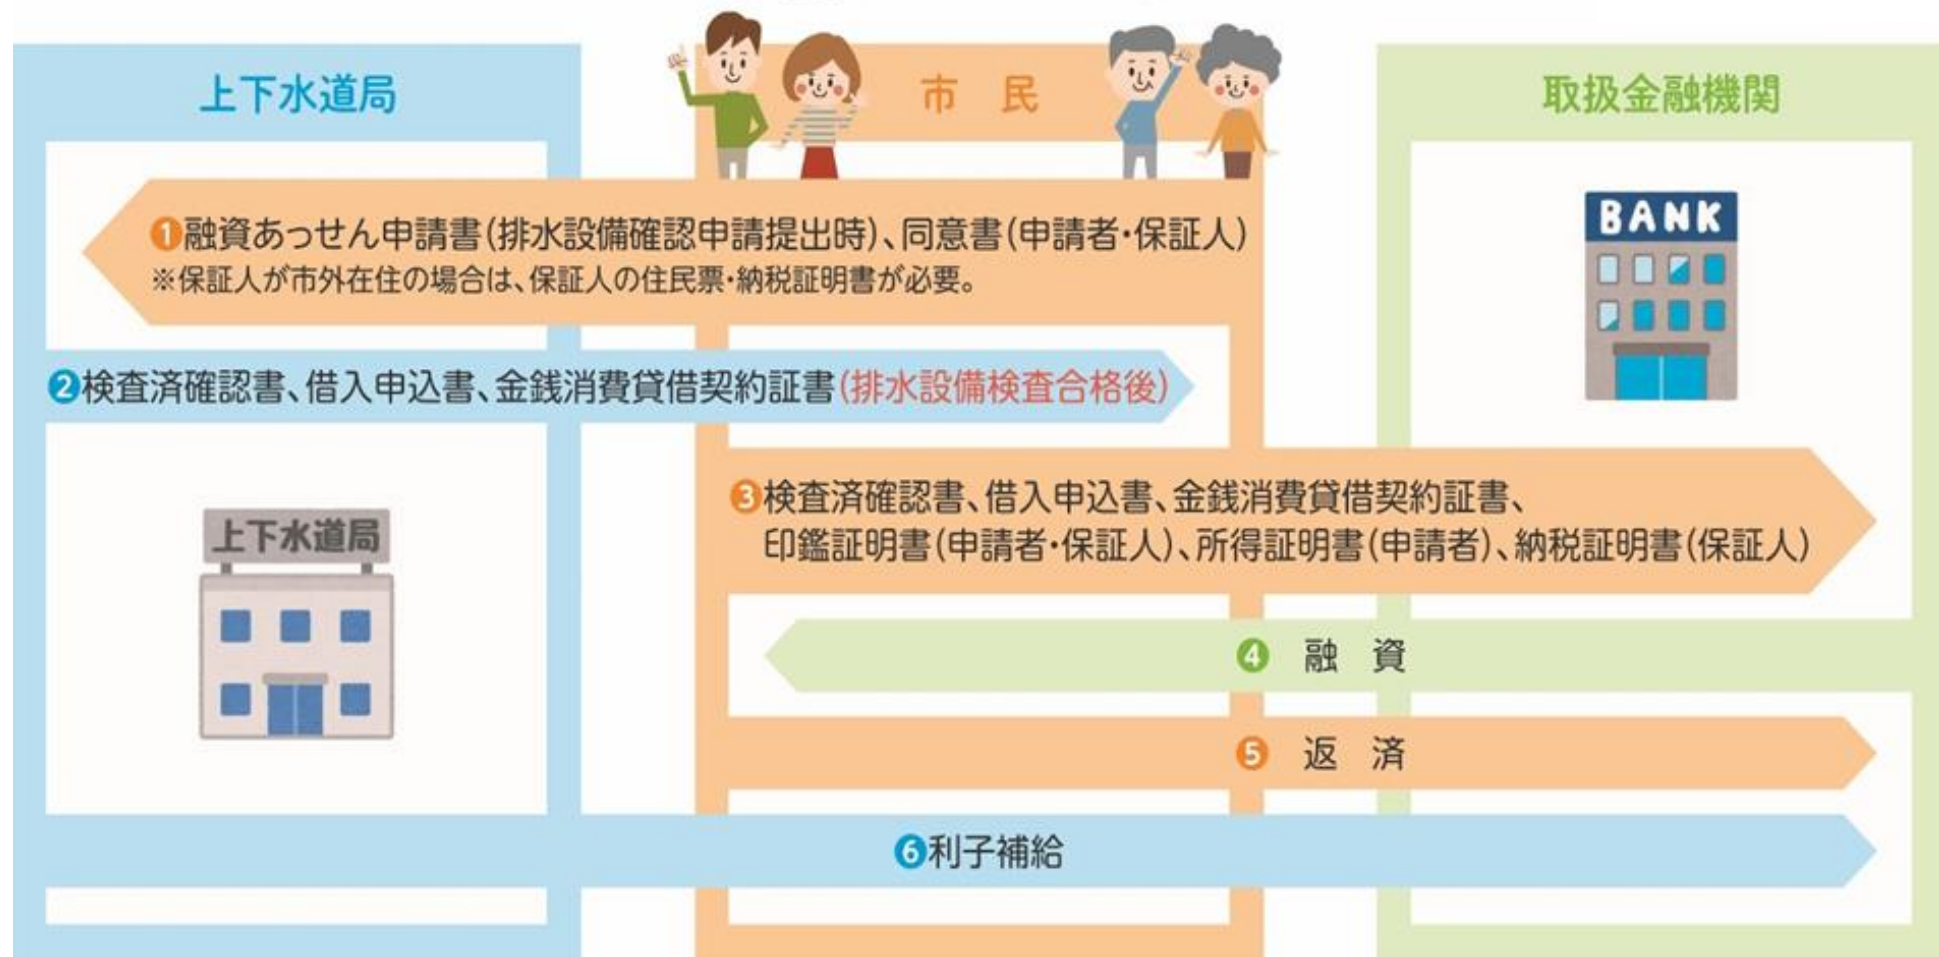 上下水道局
市 民
取扱金融機関
BANK
❶融資あっせん申請書(排水設備確認申請提出時)、同意書(申請者・保証人)
※保証人が市外在住の場合は、保証人の住民票・納税証明書が必要。
❷検査済確認書、借入申込書、金銭消費貸借契約証書(排水設備検査合格後)
❸検査済確認書、借入申込書、金銭消費貸借契約証書、
印鑑証明書(申請者・保証人)、所得証明書(申請者)、納税証明書(保証人)
上下水道局
❹ 融 資
❺ 返 済
❻利子補給